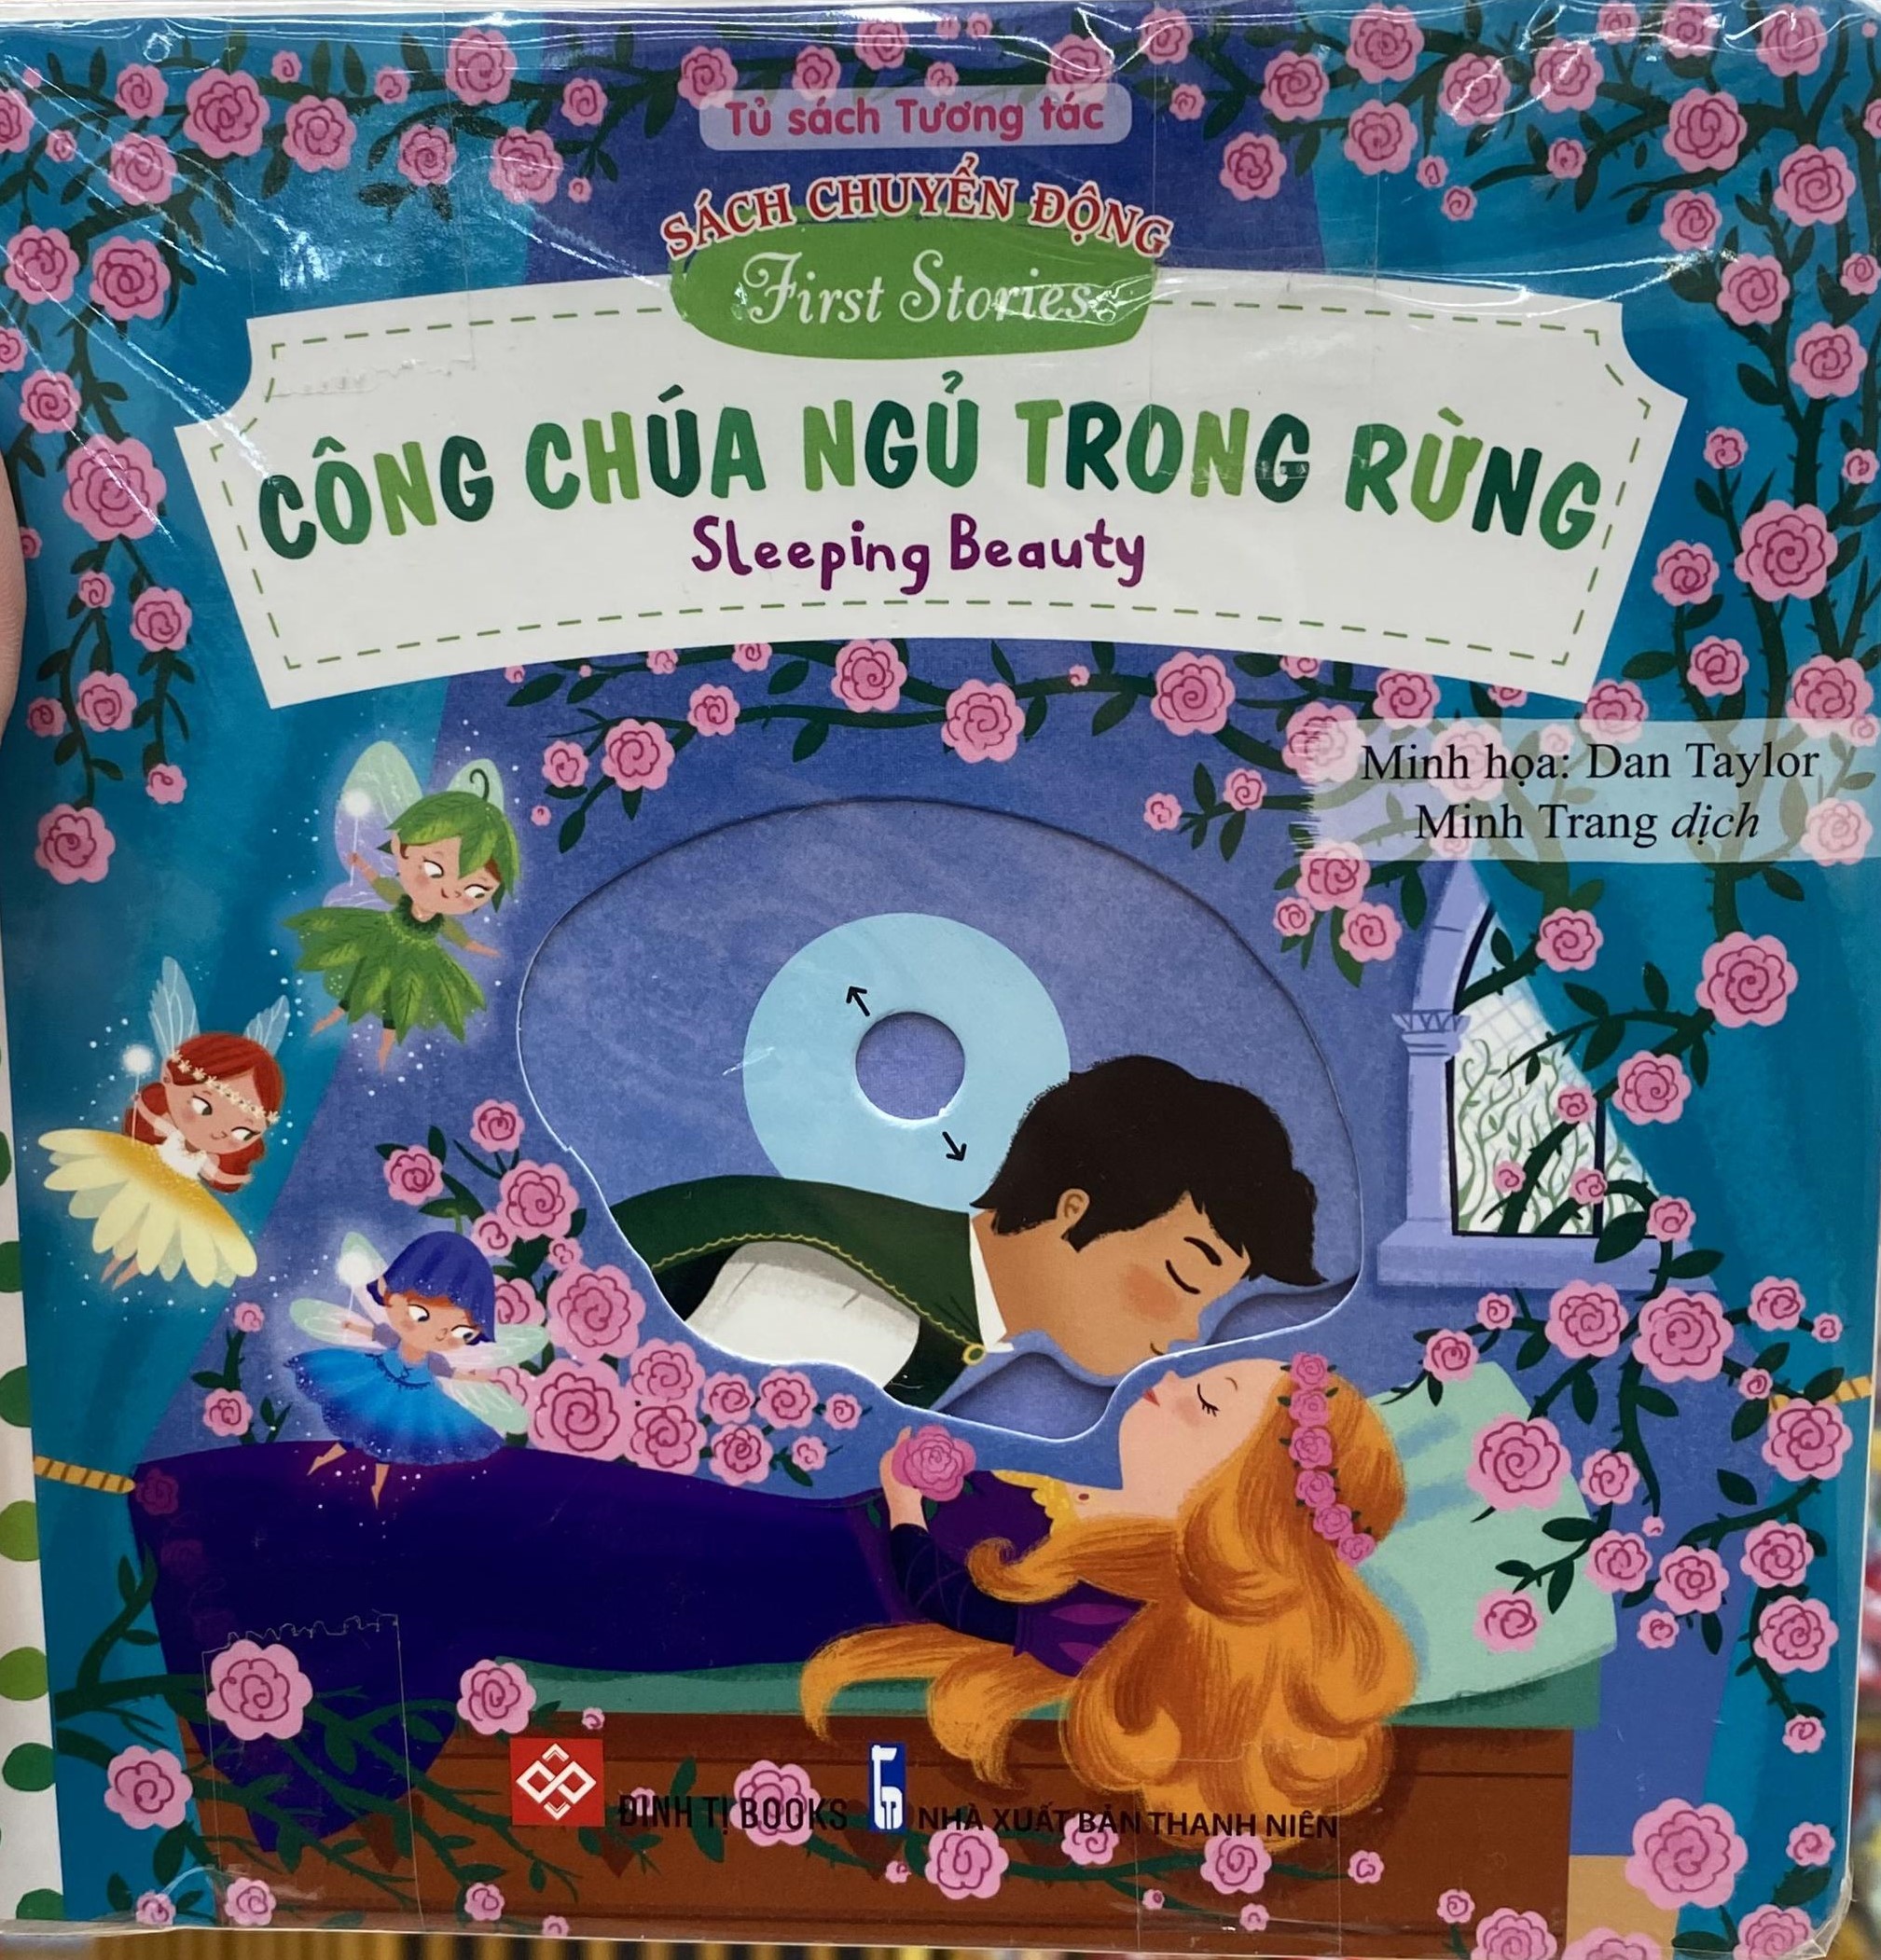 Tủ sách Tương tác
SÁCH CHUYỂN ĐỘNG
First Stories
CÔNG CHÚA NGỦ TRONG RỪNG
Sleeping Beauty
Minh họa: Dan Taylor
Minh Trang dịch
ĐINH TỊ BOOKS
NHÀ XUẤT BẢN THANH NIÊN